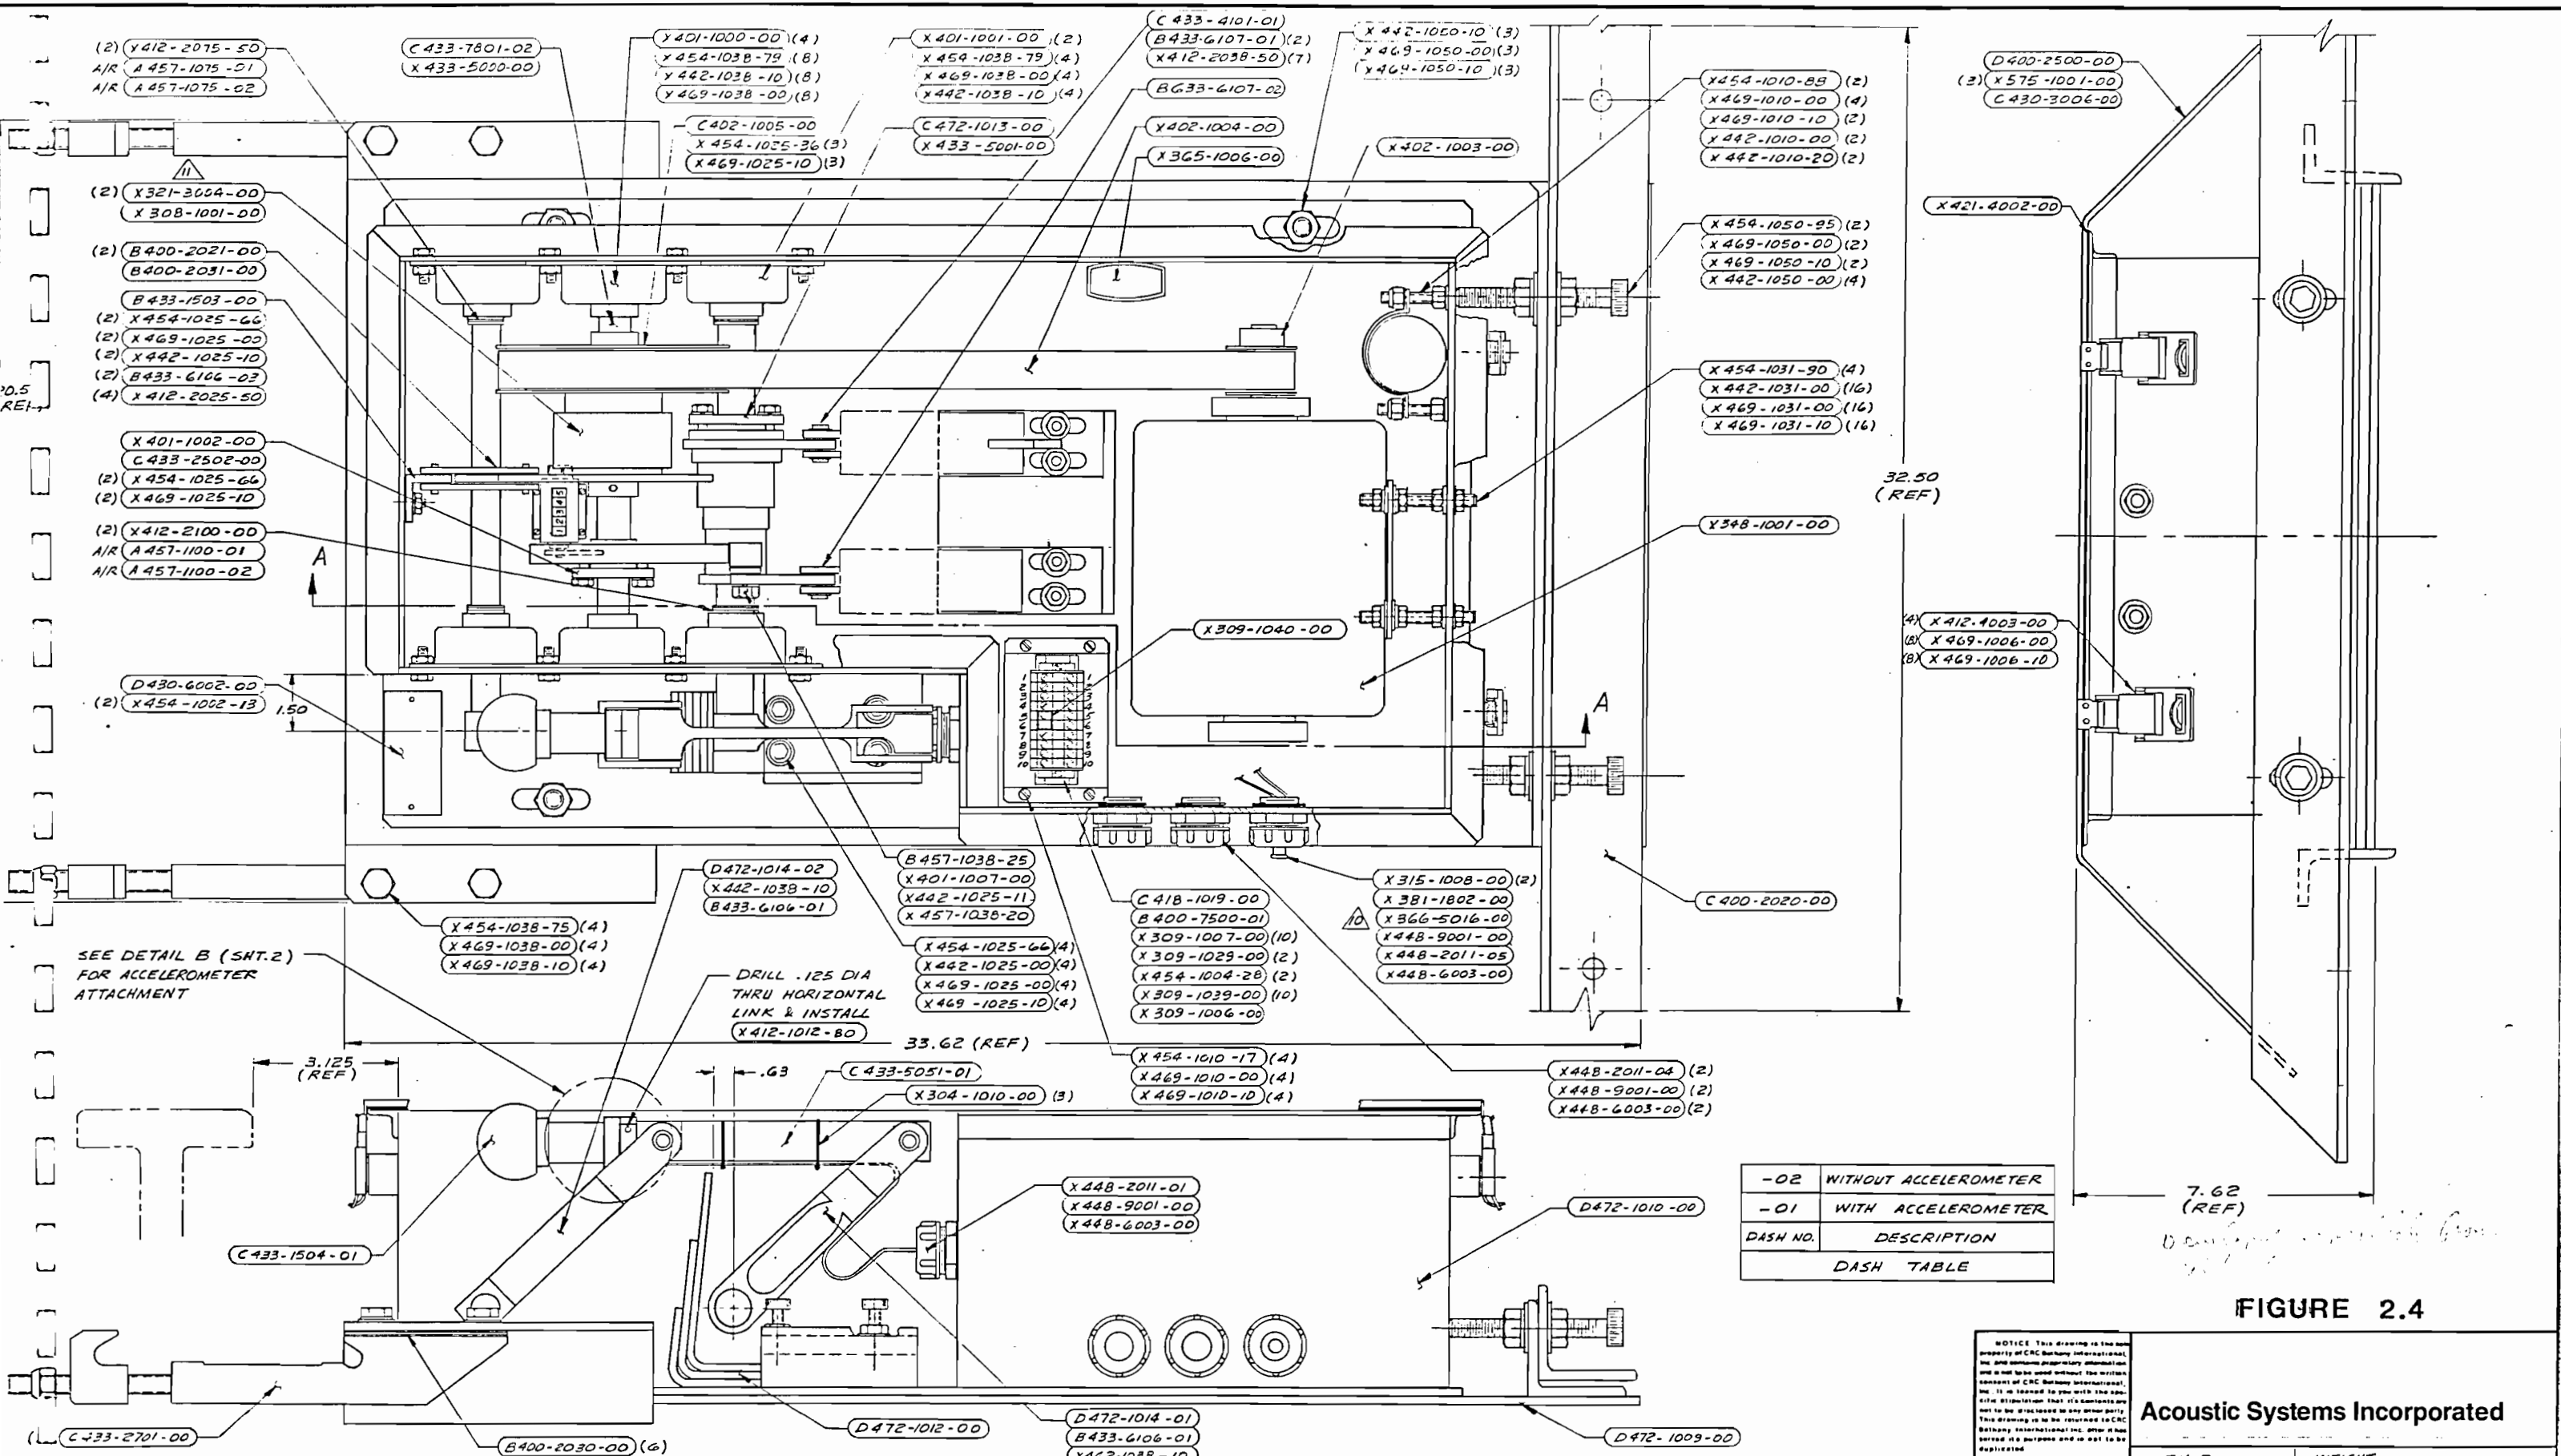 (2) X412-2075-50
A/R A457-1075-01
A/R A457-1075-02
C433-7801-02
X433-5000-00
X401-1000-00 (4)
X454-1038-79 (8)
X442-1038-10 (8)
X469-1038-00 (8)
X401-1001-00 (2)
X454-1038-79 (4)
X469-1038-00 (4)
X442-1038-10 (4)
C433-4101-01
B433-6107-01 (2)
X412-2038-50 (7)
X442-1050-10 (3)
X469-1050-00 (3)
X469-1050-10 (3)
B633-6107-02
C402-1005-00
X454-1025-36 (3)
X469-1025-10 (3)
C472-1013-00
X433-5001-00
X402-1004-00
X365-1006-00
X402-1003-00
X454-1010-88 (2)
X469-1010-00 (4)
X469-1010-10 (2)
X442-1010-00 (2)
X442-1010-20 (2)
D400-2500-00
(3) X575-1001-00
C430-3006-00
11
(2) X321-3004-00
X308-1001-00
(2) B400-2021-00
B400-2031-00
B433-1503-00
(2) X454-1025-66
(2) X469-1025-00
(2) X442-1025-10
(2) B433-6106-03
(4) X412-2025-50
X401-1002-00
C433-2502-00
(2) X454-1025-66
(2) X469-1025-10
(2) X412-2100-00
A/R A457-1100-01
A/R A457-1100-02
A
D430-6002-00
(2) X454-1002-13
1.50
12345
X454-1050-95 (2)
X469-1050-00 (2)
X469-1050-10 (2)
X442-1050-00 (4)
X421-4002-00
X454-1031-90 (4)
X442-1031-00 (16)
X469-1031-00 (16)
X469-1031-10 (16)
32.50
(REF)
X348-1001-00
X309-1040-00
A
(4) X412-4003-00
(8) X469-1006-00
(8) X469-1006-10
D472-1014-02
X442-1038-10
B433-6106-01
B457-1038-25
X401-1007-00
X442-1025-11
X457-1038-20
X454-1038-75 (4)
X469-1038-00 (4)
X469-1038-10 (4)
X454-1025-66 (4)
X442-1025-00 (4)
X469-1025-00 (4)
X469-1025-10 (4)
C418-1019-00
B400-7500-01
X309-1007-00 (10)
X309-1029-00 (2)
X454-1004-28 (2)
X309-1039-00 (10)
X309-1006-00
X315-1008-00 (2)
X381-1802-00
10
X366-5016-00
X448-9001-00
X448-2011-05
X448-6003-00
C400-2020-00
SEE DETAIL B (SHT.2)
FOR ACCELEROMETER
ATTACHMENT
DRILL .125 DIA
THRU HORIZONTAL
LINK & INSTALL
X412-1012-80
33.62 (REF)
3.125
(REF)
.63
C433-5051-01
X304-1010-00 (3)
X454-1010-17 (4)
X469-1010-00 (4)
X469-1010-10 (4)
X448-2011-04 (2)
X448-9001-00 (2)
X448-6003-00 (2)
X448-2011-01
X448-9001-00
X448-6003-00
D472-1010-00
C433-1504-01
-02 WITHOUT ACCELEROMETER
-01 WITH ACCELEROMETER
DASH NO. DESCRIPTION
DASH TABLE
7.62
(REF)
FIGURE 2.4
C433-2701-00
B400-2030-00 (6)
D472-1012-00
D472-1014-01
B433-6106-01
D472-1009-00
NOTICE This drawing is the
property of CRC Bethany International,
Acoustic Systems Incorporated